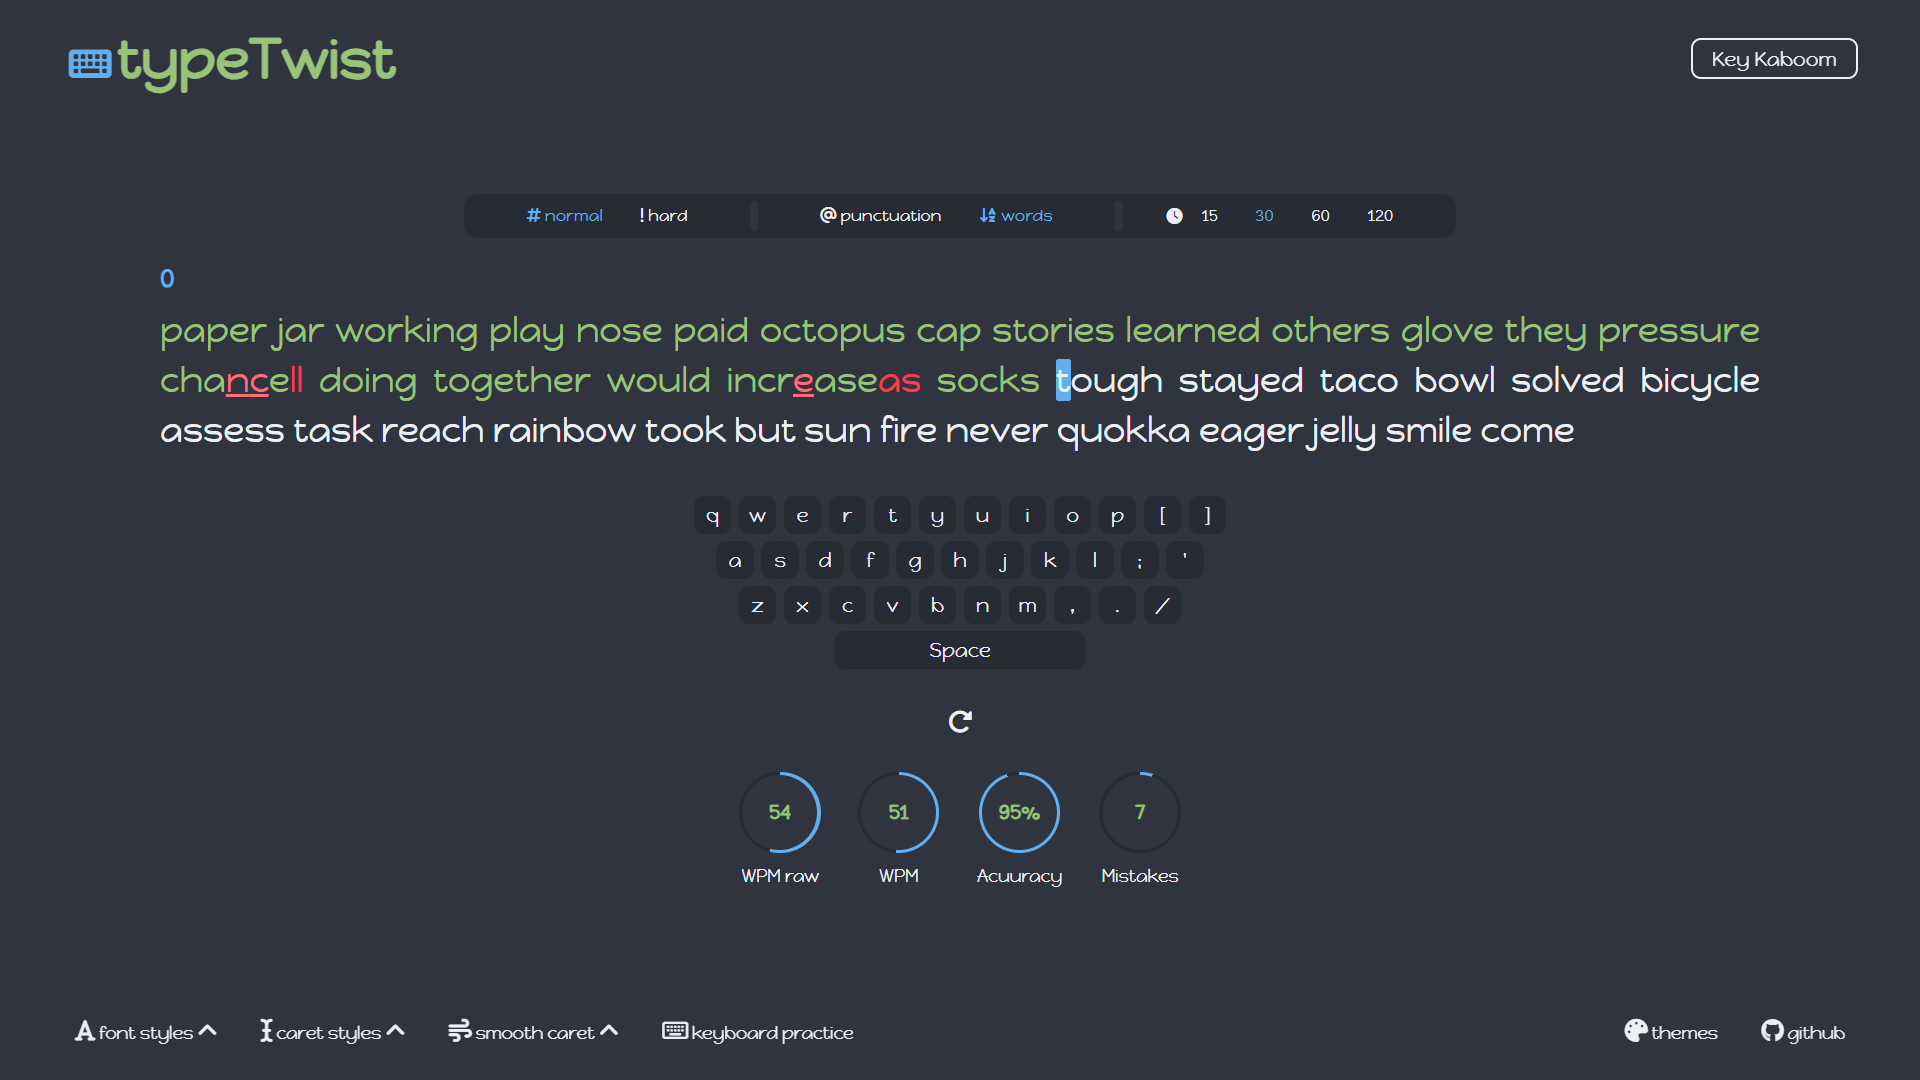 typeTwist
Key Kaboom
# normal ! hard @ punctuation words 15 30 60 120
0
paper jar working play nose paid octopus cap stories learned others glove they pressure
chancell doing together would increaseas socks tough stayed taco bowl solved bicycle
assess task reach rainbow took but sun fire never quokka eager jelly smile come
q w e r t y u i o p [ ]
a s d f g h j k l ; '
z x c v b n m , . /
Space
54 51 95% 7
WPM raw WPM Acuuracy Mistakes
font styles caret styles smooth caret keyboard practice themes github